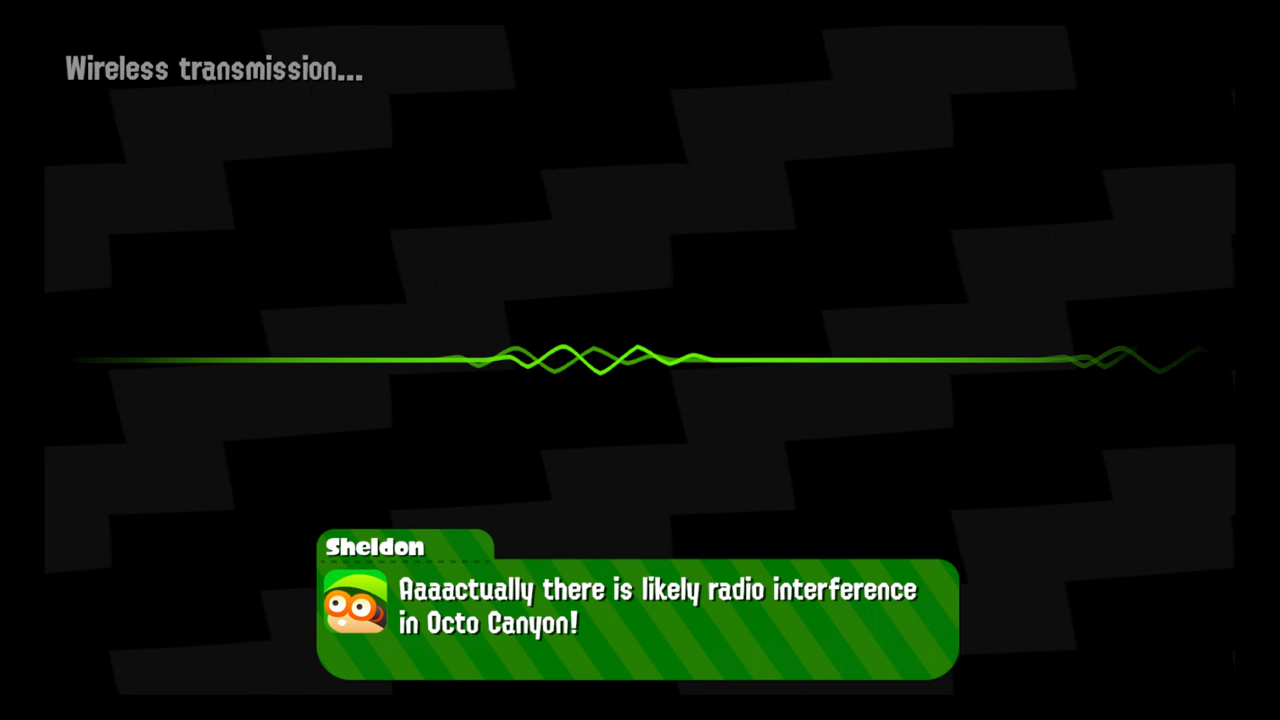 Wireless transmission...
Sheldon
Aaaactually there is likely radio interference
in Octo Canyon!